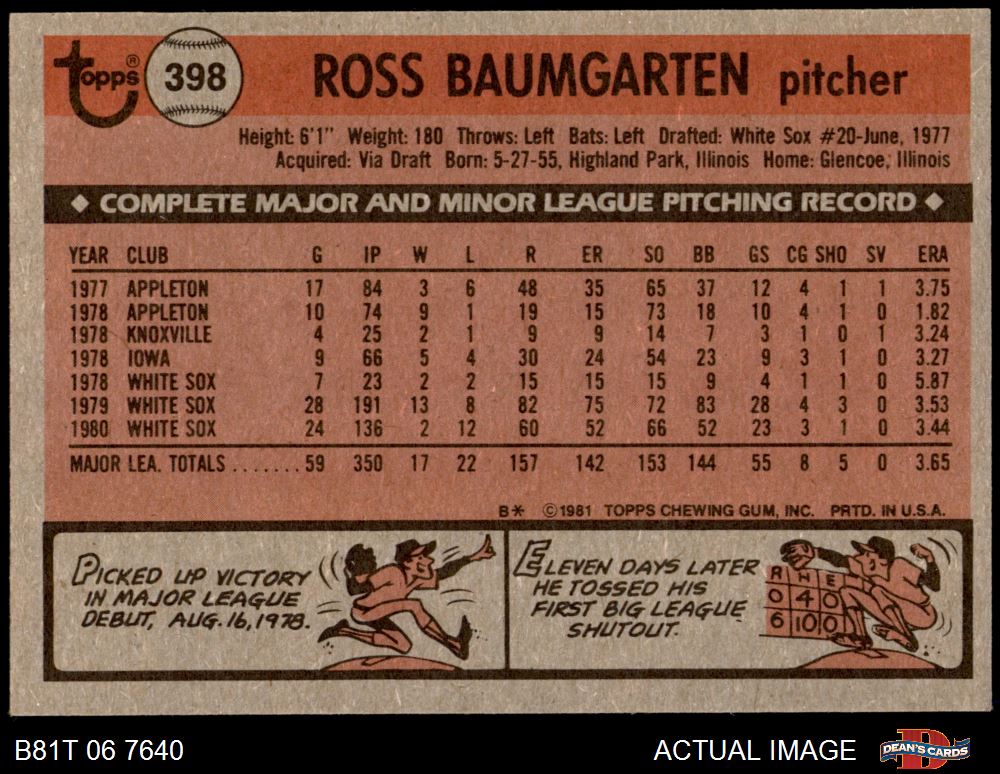 Topps® 398 ROSS BAUMGARTEN pitcher
Height: 6'1" Weight: 180 Throws: Left Bats: Left Drafted: White Sox #20-June, 1977
Acquired: Via Draft Born: 5-27-55, Highland Park, Illinois Home: Glencoe, Illinois
◆ COMPLETE MAJOR AND MINOR LEAGUE PITCHING RECORD ◆
YEAR CLUB G IP W L R ER SO BB GS CG SHO SV ERA
1977 APPLETON 17 84 3 6 48 35 65 37 12 4 1 1 3.75
1978 APPLETON 10 74 9 1 19 15 73 18 10 4 1 0 1.82
1978 KNOXVILLE 4 25 2 1 9 9 14 7 3 1 0 1 3.24
1978 IOWA 9 66 5 4 30 24 54 23 9 3 1 0 3.27
1978 WHITE SOX 7 23 2 2 15 15 15 9 4 1 1 0 5.87
1979 WHITE SOX 28 191 13 8 82 75 72 83 28 4 3 0 3.53
1980 WHITE SOX 24 136 2 12 60 52 66 52 23 3 1 0 3.44
MAJOR LEA. TOTALS ....... 59 350 17 22 157 142 153 144 55 8 5 0 3.65
B* ©1981 TOPPS CHEWING GUM, INC. PRTD. IN U.S.A.
PICKED UP VICTORY
IN MAJOR LEAGUE
DEBUT, AUG. 16, 1978.
ELEVEN DAYS LATER
HE TOSSED HIS
FIRST BIG LEAGUE
SHUTOUT.
R H E
0 4 0
6 10 0
B81T 06 7640 ACTUAL IMAGE DEAN'S CARDS